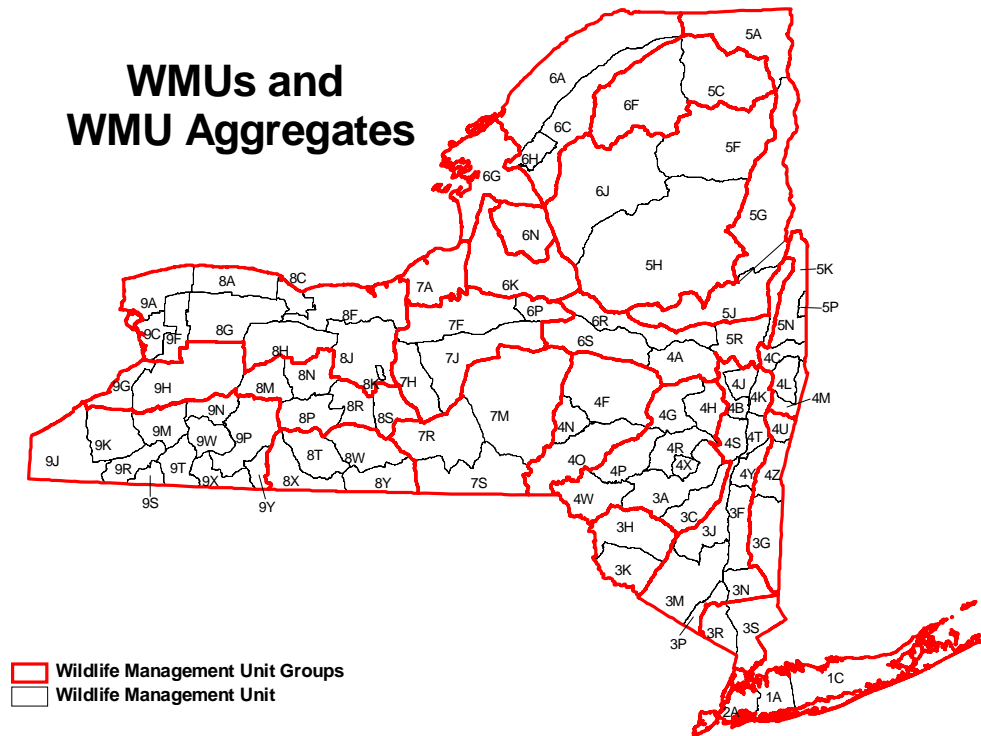 WMUs and
WMU Aggregates
5A
6A
5C
6F
6C
5F
6H
6G
6J
5G
6N
5H
5K
8C
8A
7A
6K
9A
5P
8F
6P
5J
5N
9C
9F
8G
7F
6R
5R
6S
8H
8J
7J
4A
4C
9G
9H
8M
8N
8K
7H
4J
4L
4K
4M
9N
8P
8R
8S
7M
4F
4G
4H
4B
9K
9M
9W
9P
7R
4N
4S
4T
4U
9J
8T
8W
4O
4R
4X
9R
9T
9X
8X
8Y
7S
4P
4Y
4Z
9S
9Y
4W
3A
3C
3F
3H
3J
3G
3K
3M
3N
3P
3R
3S
Wildlife Management Unit Groups
Wildlife Management Unit
1C
1A
2A